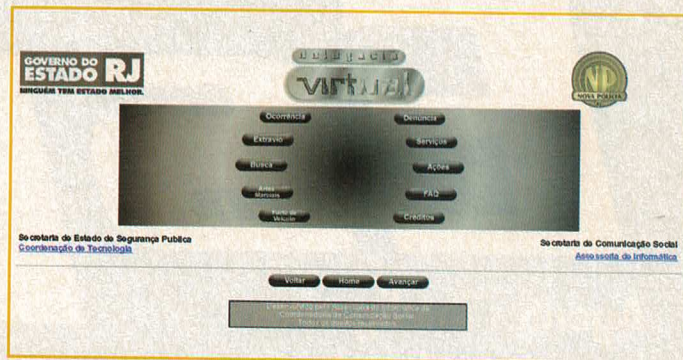 GOVERNO DO
ESTADO RJ
NINGUÉM TEM ESTADO MELHOR.
delegacia
virtual
NP
NOVA POLÍCIA
Ocorrência
Denúncia
Extravio
Serviços
Busca
Ações
FAQ
Créditos
Secretaria de Estado de Segurança Publica
Coordenação de Tecnologia
Secretaria de Comunicação Social
Assessoria de Informática
Voltar
Home
Avançar